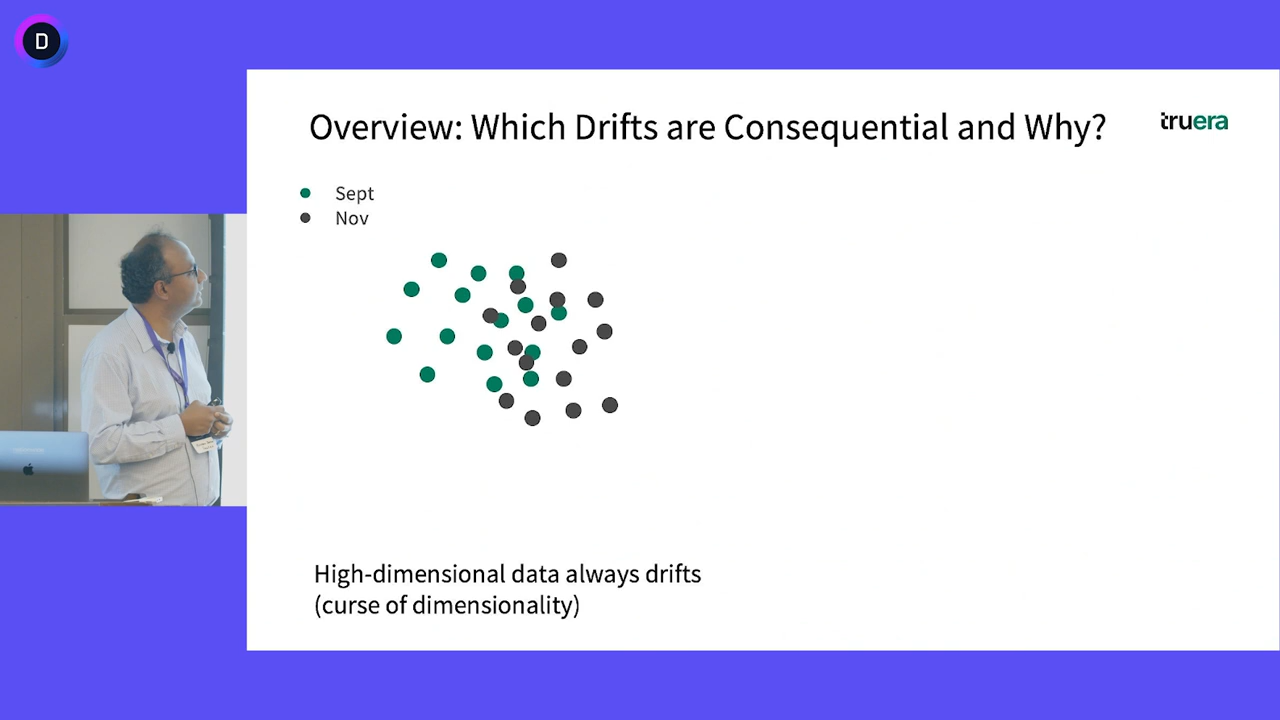 D
Overview: Which Drifts are Consequential and Why?
truera
Sept
Nov
High-dimensional data always drifts
(curse of dimensionality)